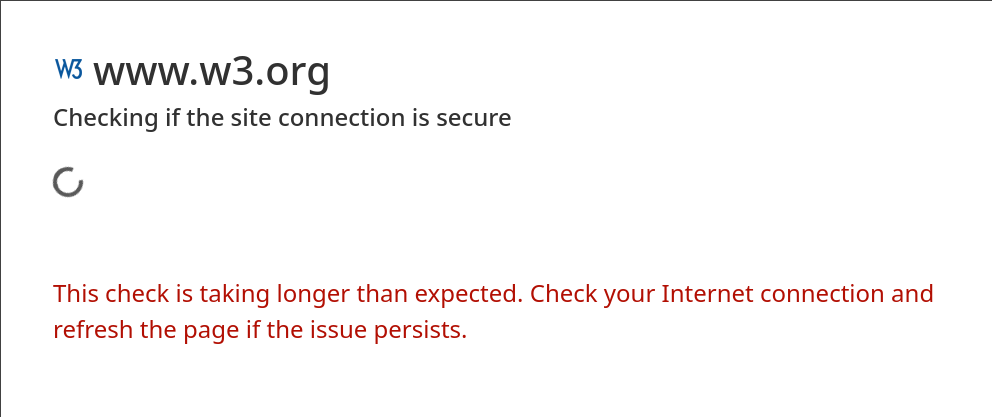 W3 www.w3.org
Checking if the site connection is secure
This check is taking longer than expected. Check your Internet connection and
refresh the page if the issue persists.